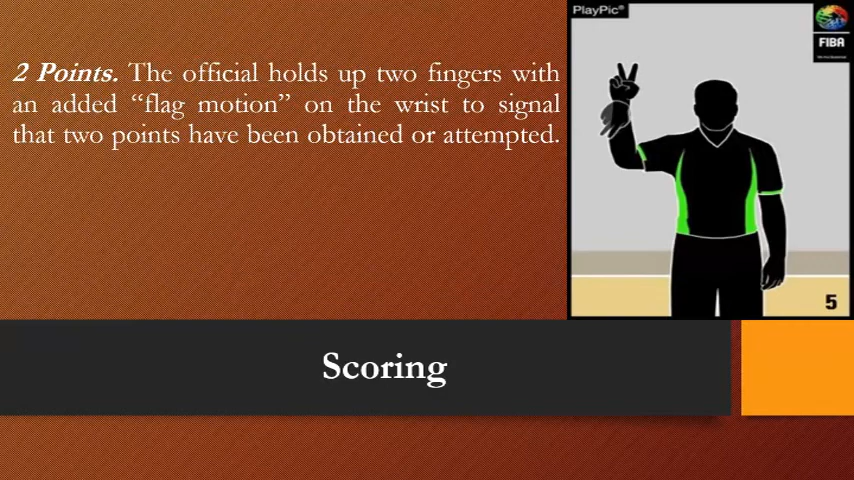 PlayPic®
FIBA
2 Points. The official holds up two fingers with
an added “flag motion” on the wrist to signal
that two points have been obtained or attempted.
5
Scoring